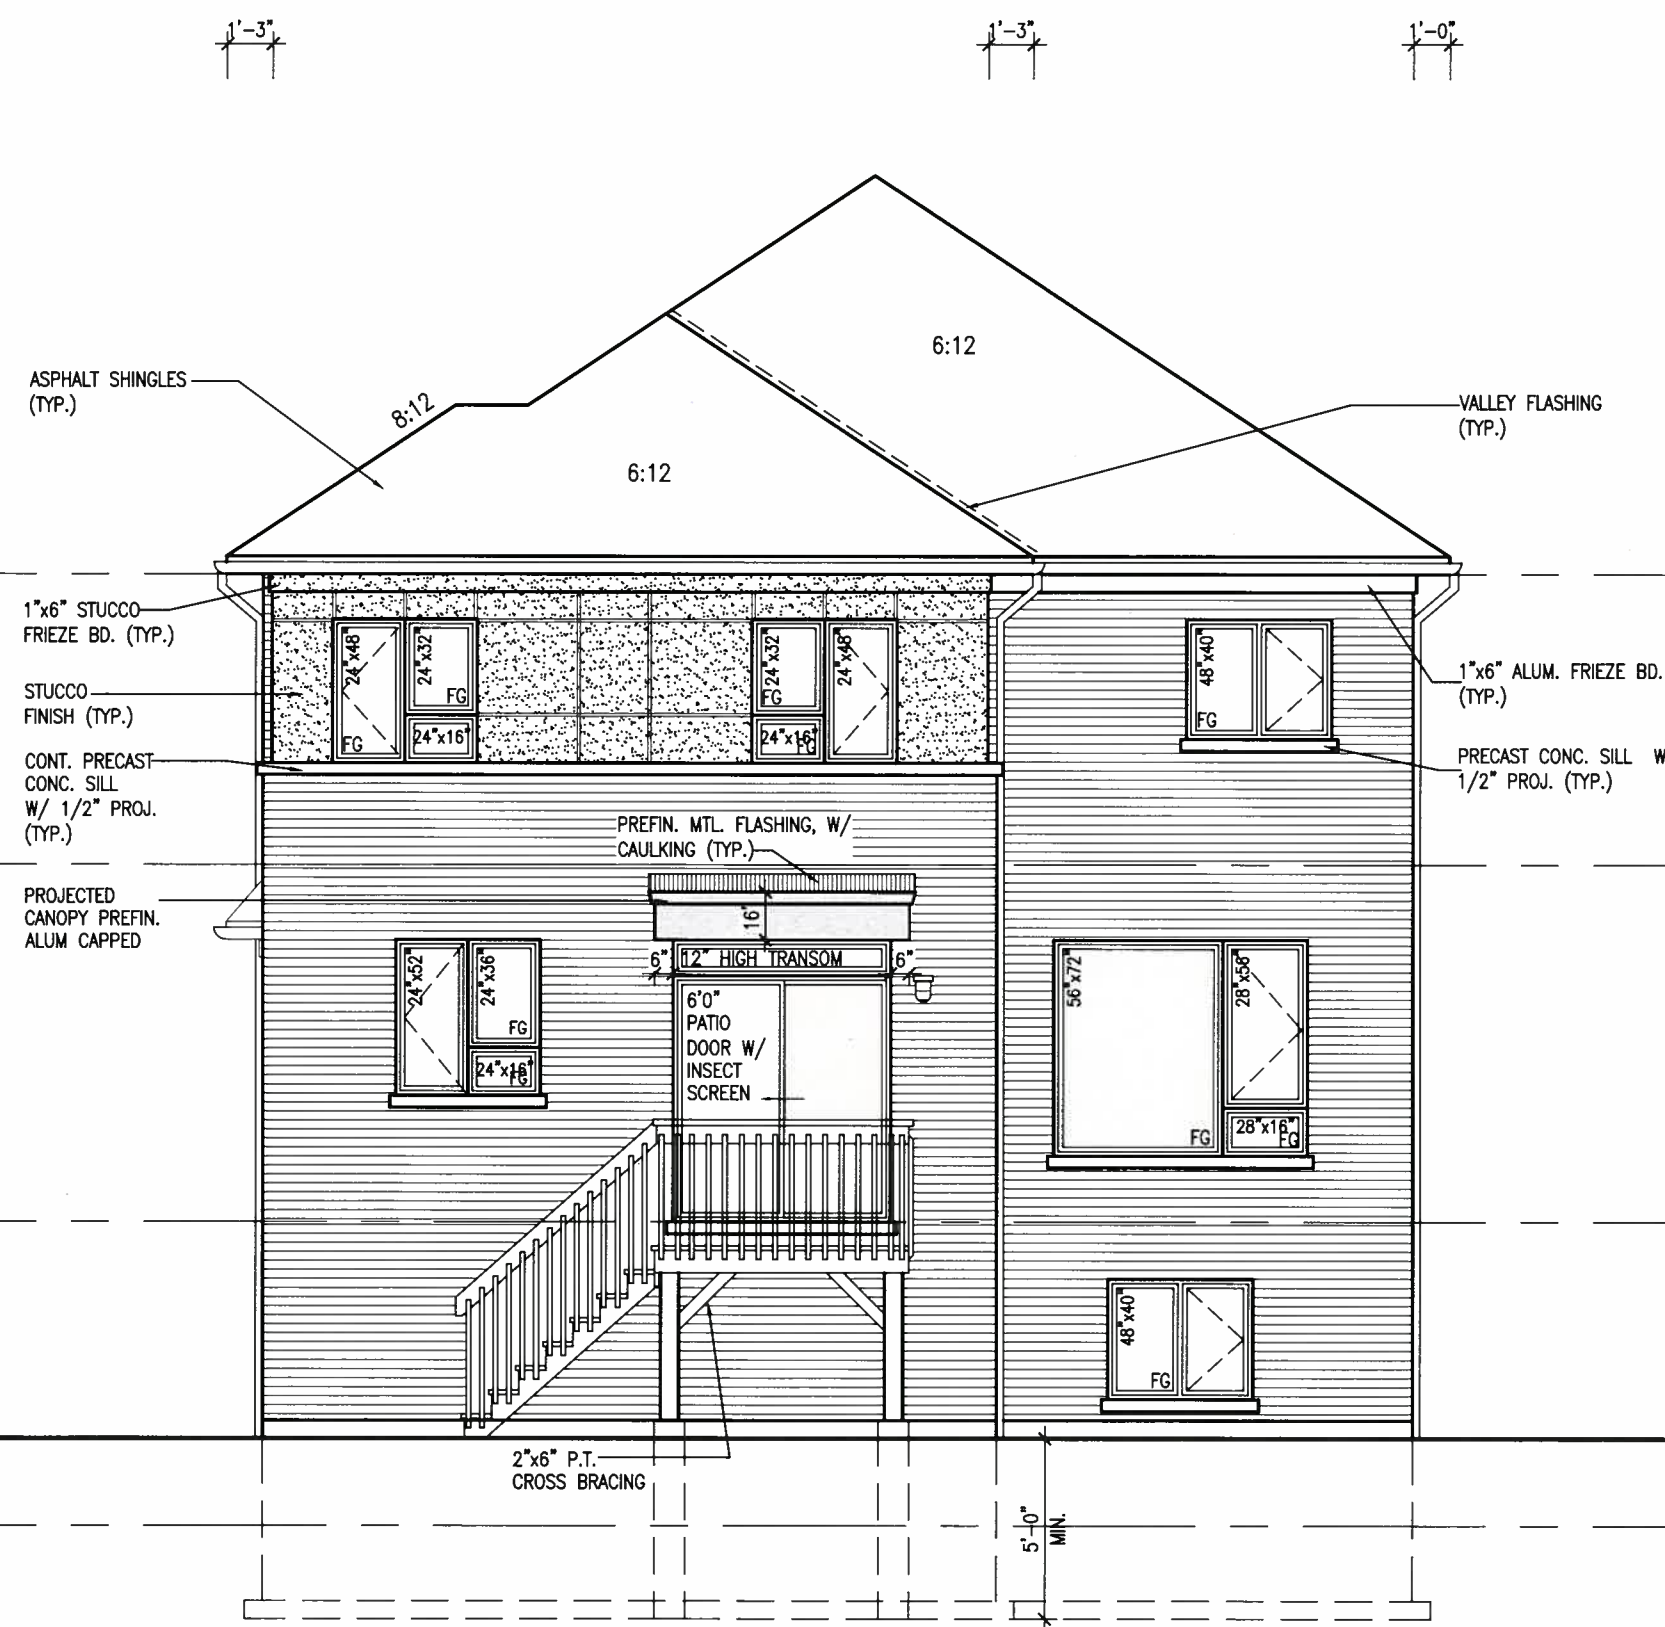 1'-3"
1'-3"
1'-0"
6:12
ASPHALT SHINGLES
(TYP.)
8:12
VALLEY FLASHING
(TYP.)
6:12
1"x6" STUCCO
FRIEZE BD. (TYP.)
24"x48"
24"x32"
24"x32"
24"x48"
48"x40"
1"x6" ALUM. FRIEZE BD.
(TYP.)
STUCCO
FINISH (TYP.)
FG
FG
FG
FG
24"x16"
24"x16"
FG
CONT. PRECAST
CONC. SILL
W/ 1/2" PROJ.
(TYP.)
PRECAST CONC. SILL W
1/2" PROJ. (TYP.)
PREFIN. MTL. FLASHING, W/
CAULKING (TYP.)
PROJECTED
CANOPY PREFIN.
ALUM CAPPED
16"
6"
12" HIGH TRANSOM
6"
24"x52"
24"x36"
56"x72"
28"x56"
6'0"
PATIO
DOOR W/
INSECT
SCREEN
FG
24"x16"
FG
FG
28"x16"
FG
48"x40"
FG
2"x6" P.T.
CROSS BRACING
5'-0"
MIN.